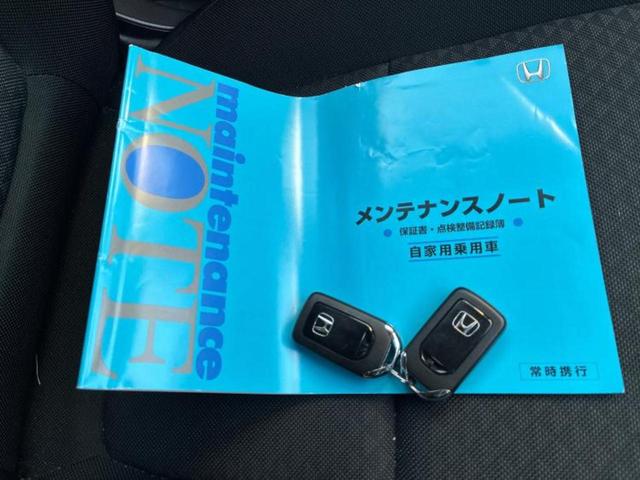 maintenance
NOTE
メンテナンスノート
保証書・点検整備記録簿
自家用乗用車
常時携行